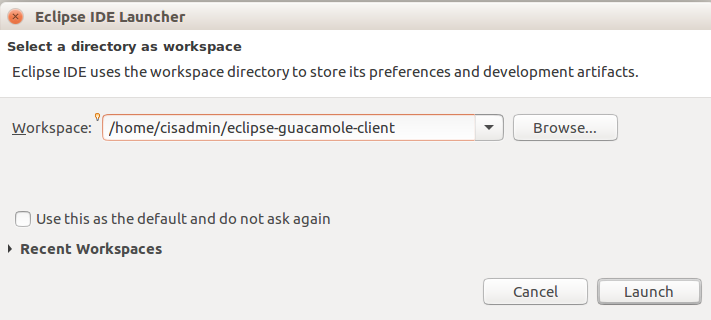 Eclipse IDE Launcher
Select a directory as workspace
Eclipse IDE uses the workspace directory to store its preferences and development artifacts.
Workspace: /home/cisadmin/eclipse-guacamole-client Browse...
Use this as the default and do not ask again
Recent Workspaces
Cancel Launch